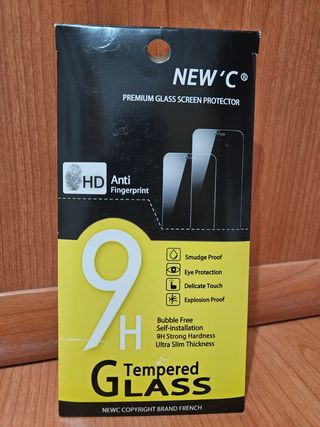 NEW'C®
PREMIUM GLASS SCREEN PROTECTOR
HD Anti
Fingerprint
Smudge Proof
Eye Protection
Delicate Touch
Explosion Proof
9H
Bubble Free
Self-installation
9H Strong Hardness
Ultra Slim Thickness
Tempered
GLASS
NEWC COPYRIGHT BRAND FRENCH